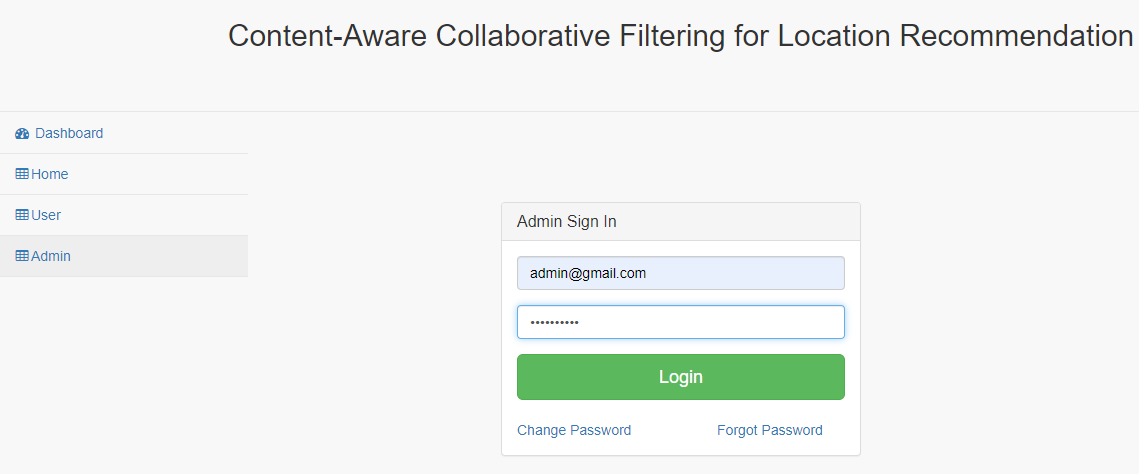 Content-Aware Collaborative Filtering for Location Recommendation
Dashboard
Home
User
Admin
Admin Sign In
admin@gmail.com
••••••••••
Login
Change Password Forgot Password